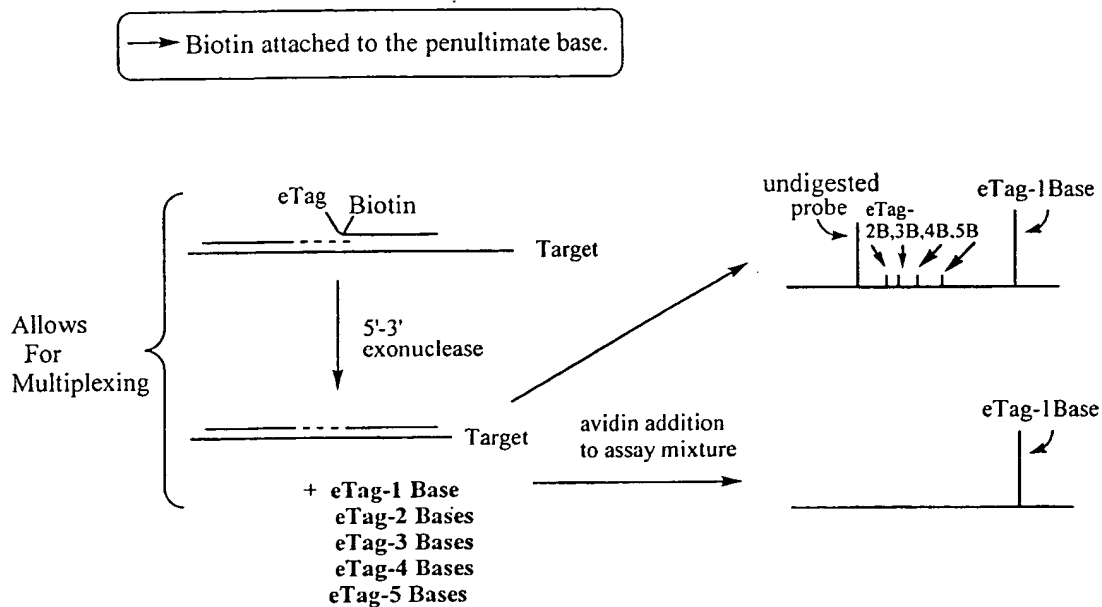 Biotin attached to the penultimate base.
eTag
Biotin
Target
5'-3'
exonuclease
Allows
For
Multiplexing
Target
+ eTag-1 Base
eTag-2 Bases
eTag-3 Bases
eTag-4 Bases
eTag-5 Bases
undigested
probe
eTag-
2B,3B,4B.5B
eTag-1Base
avidin addition
to assay mixture
eTag-1Base